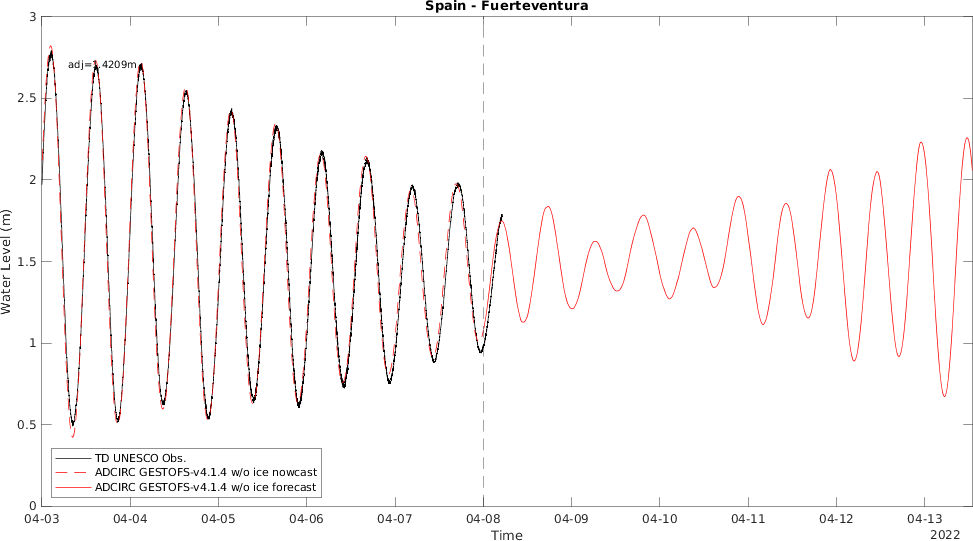 Spain - Fuerteventura
3
2.5
2
1.5
1
0.5
0
Water Level (m)
adj=1.4209m
TD UNESCO Obs.
ADCIRC GESTOFS-v4.1.4 w/o ice nowcast
ADCIRC GESTOFS-v4.1.4 w/o ice forecast
04-03 04-04 04-05 04-06 04-07 04-08 04-09 04-10 04-11 04-12 04-13
Time
2022